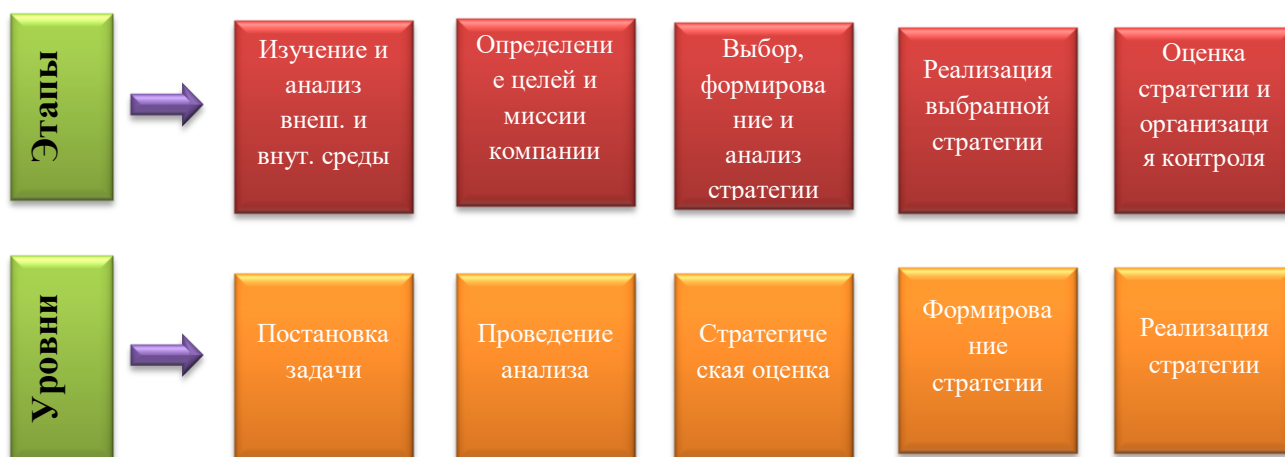 Этапы
Изучение и
анализ
внеш. и
внут. среды
Определени
е целей и
миссии
компании
Выбор,
формирова
ние и
анализ
стратегии
Реализация
выбранной
стратегии
Оценка
стратегии и
организаци
я контроля
Уровни
Постановка
задачи
Проведение
анализа
Стратегиче
ская оценка
Формирова
ние
стратегии
Реализация
стратегии